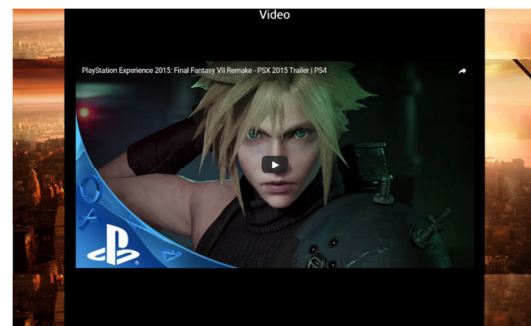 Video
PlayStation Experience 2015: Final Fantasy VII Remake - PSX 2015 Trailer | PS4